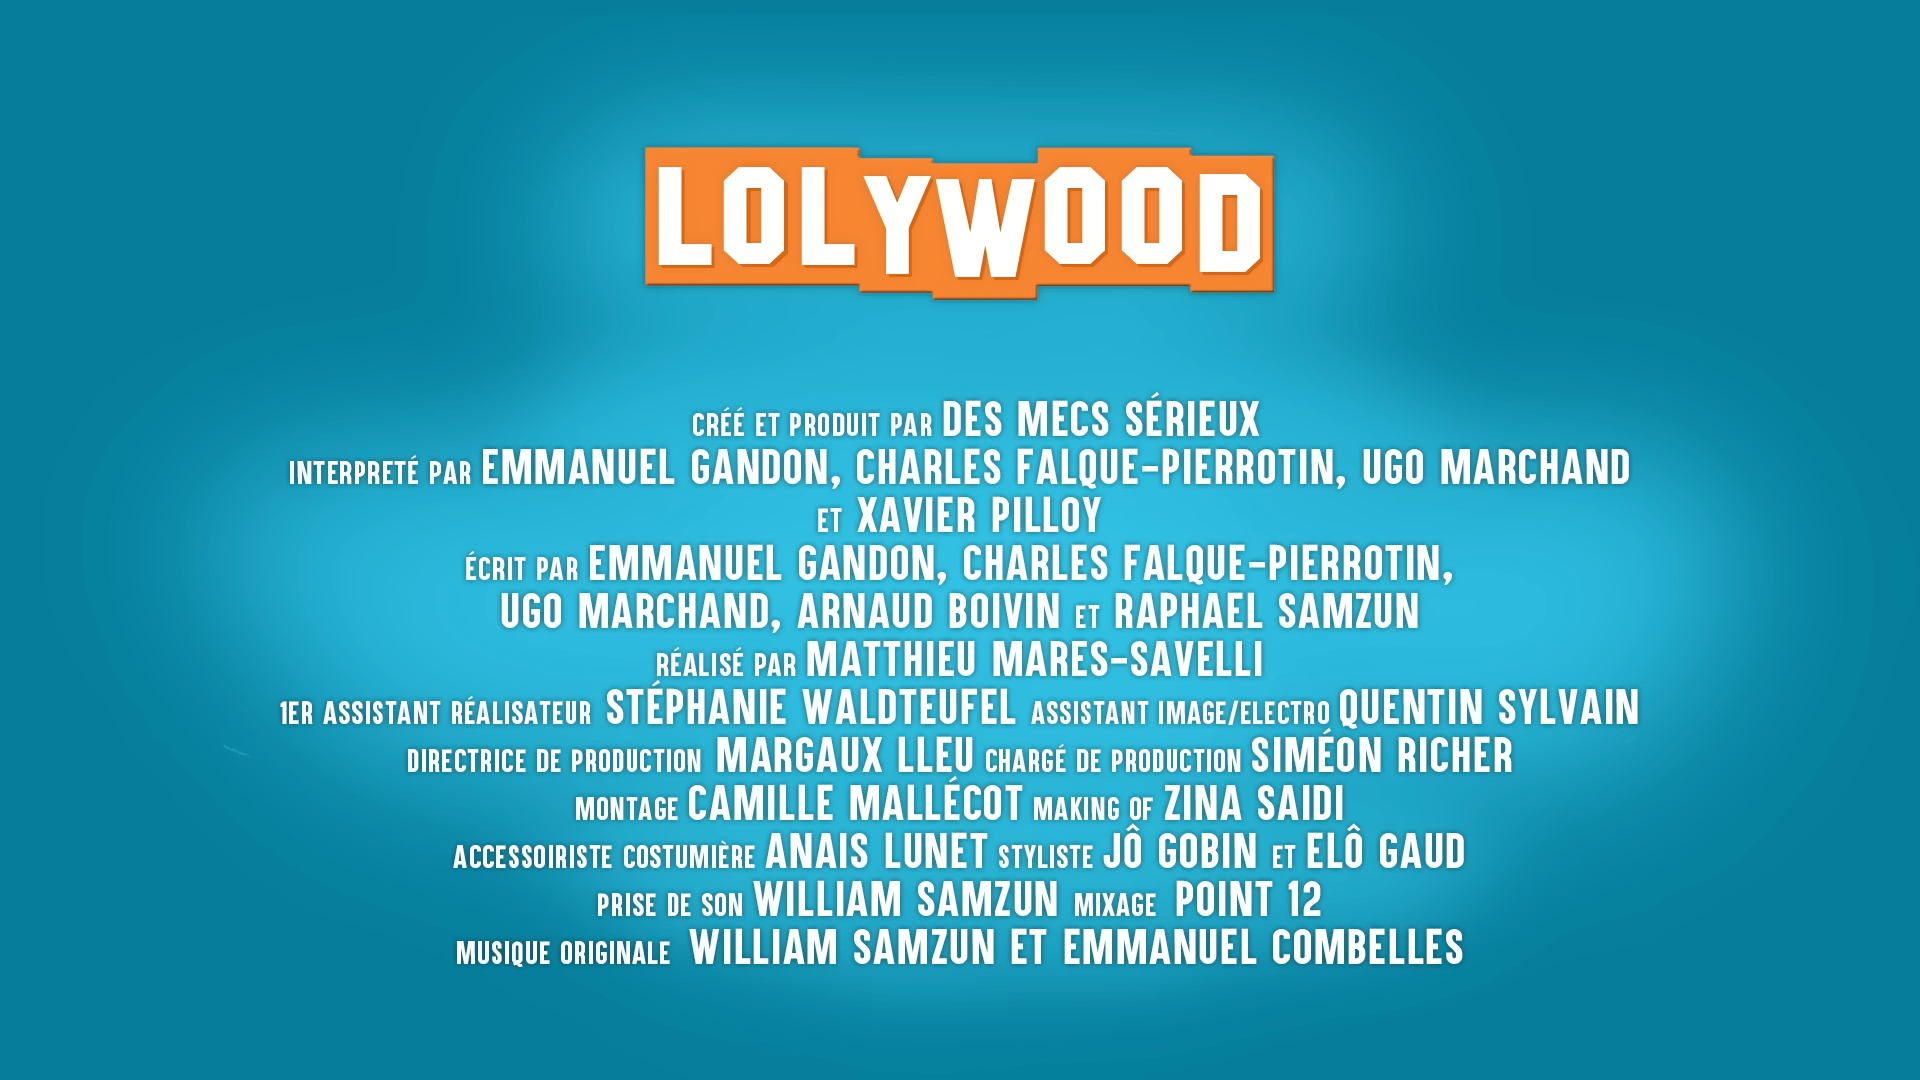 LOLYWOOD
CRÉÉ ET PRODUIT PAR DES MECS SÉRIEUX
INTERPRETÉ PAR EMMANUEL GANDON, CHARLES FALQUE-PIERROTIN, UGO MARCHAND
ET XAVIER PILLOY
ÉCRIT PAR EMMANUEL GANDON, CHARLES FALQUE-PIERROTIN,
UGO MARCHAND, ARNAUD BOIVIN ET RAPHAEL SAMZUN
RÉALISÉ PAR MATTHIEU MARES-SAVELLI
1ER ASSISTANT RÉALISATEUR STÉPHANIE WALDTEUFEL ASSISTANT IMAGE/ELECTRO QUENTIN SYLVAIN
DIRECTRICE DE PRODUCTION MARGAUX LLEU CHARGÉ DE PRODUCTION SIMÉON RICHER
MONTAGE CAMILLE MALLÉCOT MAKING OF ZINA SAIDI
ACCESSOIRISTE COSTUMIÈRE ANAIS LUNET STYLISTE JÔ GOBIN ET ELÔ GAUD
PRISE DE SON WILLIAM SAMZUN MIXAGE POINT 12
MUSIQUE ORIGINALE WILLIAM SAMZUN ET EMMANUEL COMBELLES